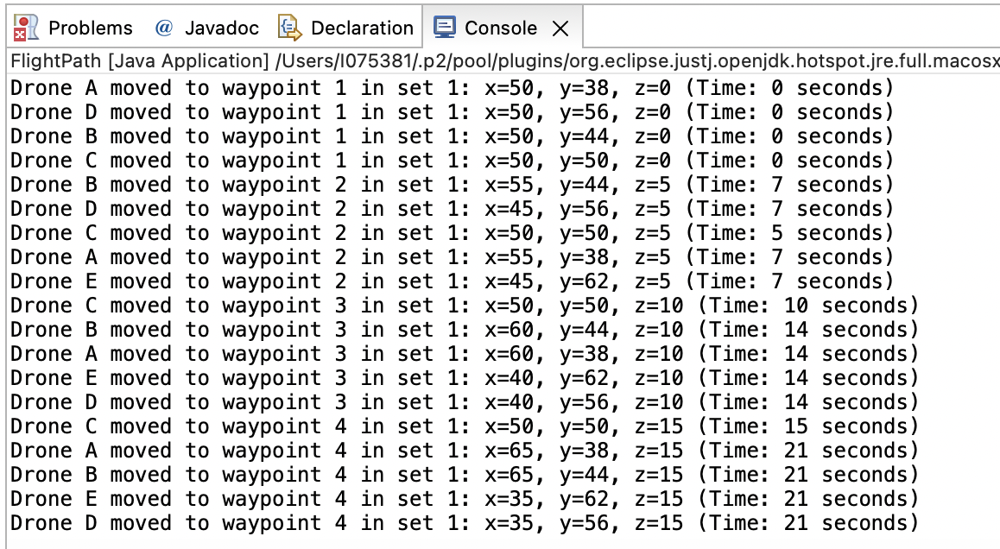 Problems @ Javadoc Declaration Console
FlightPath [Java Application] /Users/I075381/.p2/pool/plugins/org.eclipse.justj.openjdk.hotspot.jre.full.macosx
Drone A moved to waypoint 1 in set 1: x=50, y=38, z=0 (Time: 0 seconds)
Drone D moved to waypoint 1 in set 1: x=50, y=56, z=0 (Time: 0 seconds)
Drone B moved to waypoint 1 in set 1: x=50, y=44, z=0 (Time: 0 seconds)
Drone C moved to waypoint 1 in set 1: x=50, y=50, z=0 (Time: 0 seconds)
Drone B moved to waypoint 2 in set 1: x=55, y=44, z=5 (Time: 7 seconds)
Drone D moved to waypoint 2 in set 1: x=45, y=56, z=5 (Time: 7 seconds)
Drone C moved to waypoint 2 in set 1: x=50, y=50, z=5 (Time: 5 seconds)
Drone A moved to waypoint 2 in set 1: x=55, y=38, z=5 (Time: 7 seconds)
Drone E moved to waypoint 2 in set 1: x=45, y=62, z=5 (Time: 7 seconds)
Drone C moved to waypoint 3 in set 1: x=50, y=50, z=10 (Time: 10 seconds)
Drone B moved to waypoint 3 in set 1: x=60, y=44, z=10 (Time: 14 seconds)
Drone A moved to waypoint 3 in set 1: x=60, y=38, z=10 (Time: 14 seconds)
Drone E moved to waypoint 3 in set 1: x=40, y=62, z=10 (Time: 14 seconds)
Drone D moved to waypoint 3 in set 1: x=40, y=56, z=10 (Time: 14 seconds)
Drone C moved to waypoint 4 in set 1: x=50, y=50, z=15 (Time: 15 seconds)
Drone A moved to waypoint 4 in set 1: x=65, y=38, z=15 (Time: 21 seconds)
Drone B moved to waypoint 4 in set 1: x=65, y=44, z=15 (Time: 21 seconds)
Drone E moved to waypoint 4 in set 1: x=35, y=62, z=15 (Time: 21 seconds)
Drone D moved to waypoint 4 in set 1: x=35, y=56, z=15 (Time: 21 seconds)